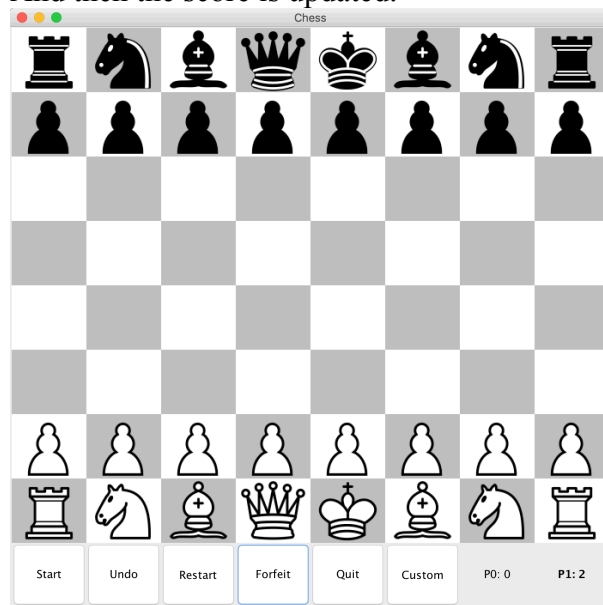 And then the score is updated.
Chess
Start Undo Restart Forfeit Quit Custom P0: 0 P1: 2